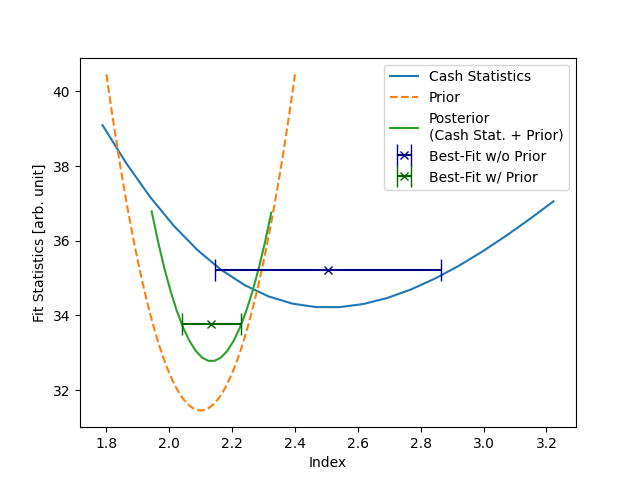 Cash Statistics
Prior
Posterior
(Cash Stat. + Prior)
Best-Fit w/o Prior
Best-Fit w/ Prior
Fit Statistics [arb. unit]
40
38
36
34
32
1.8
2.0
2.2
2.4
2.6
2.8
3.0
3.2
Index